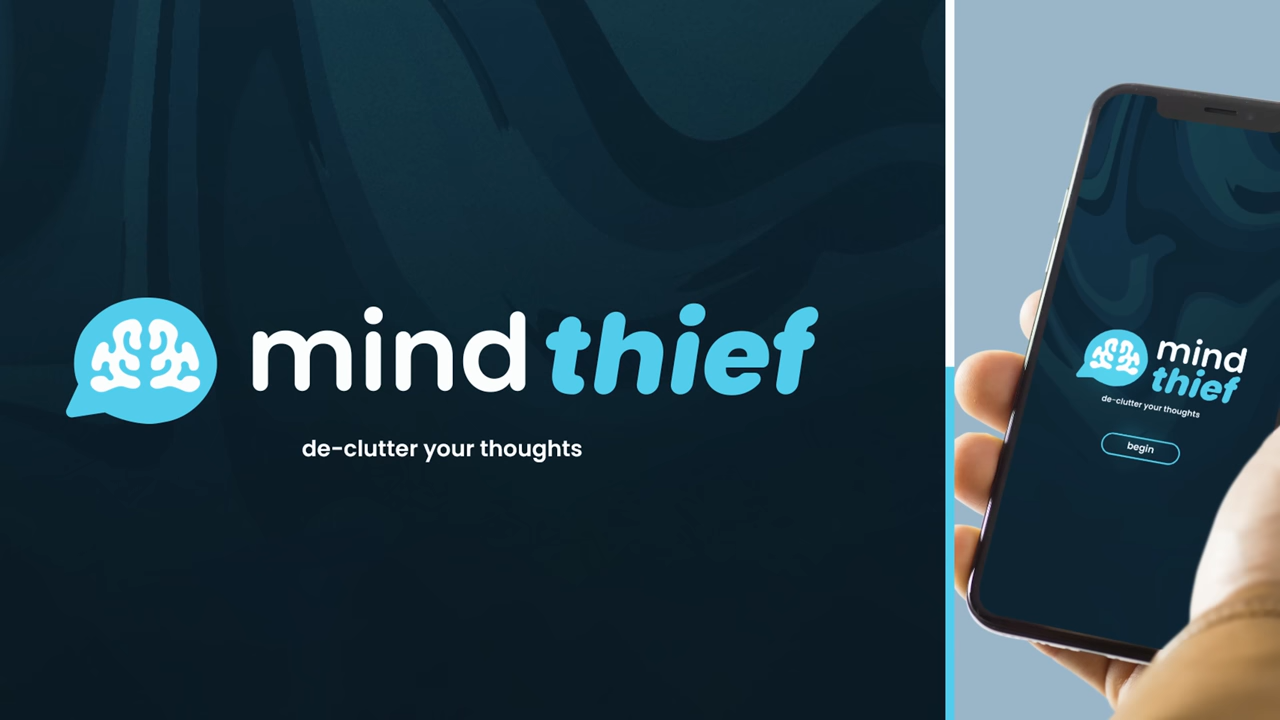 mind thief
de-clutter your thoughts
mind
thief
de-clutter your thoughts
begin